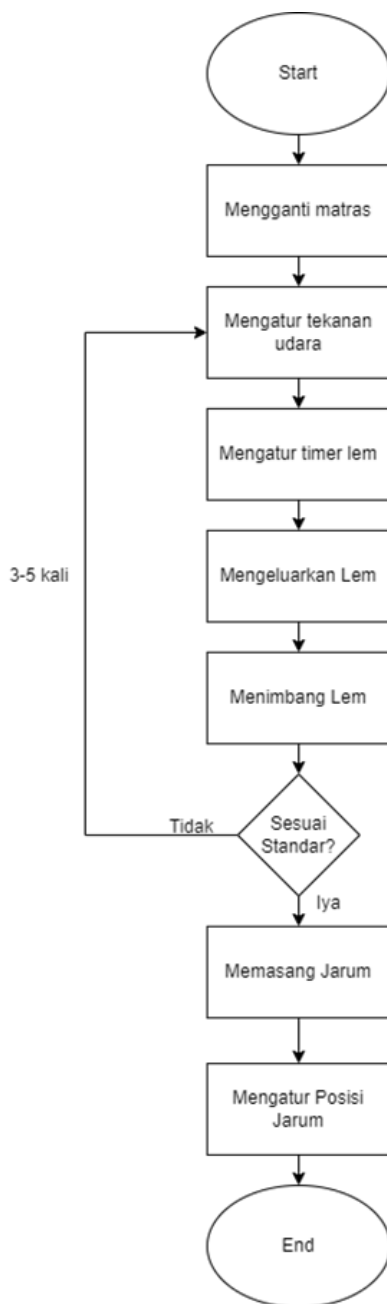 Start
Mengganti matras
Mengatur tekanan
udara
Mengatur timer lem
3-5 kali
Mengeluarkan Lem
Menimbang Lem
Tidak
Sesuai
Standar?
Iya
Memasang Jarum
Mengatur Posisi
Jarum
End